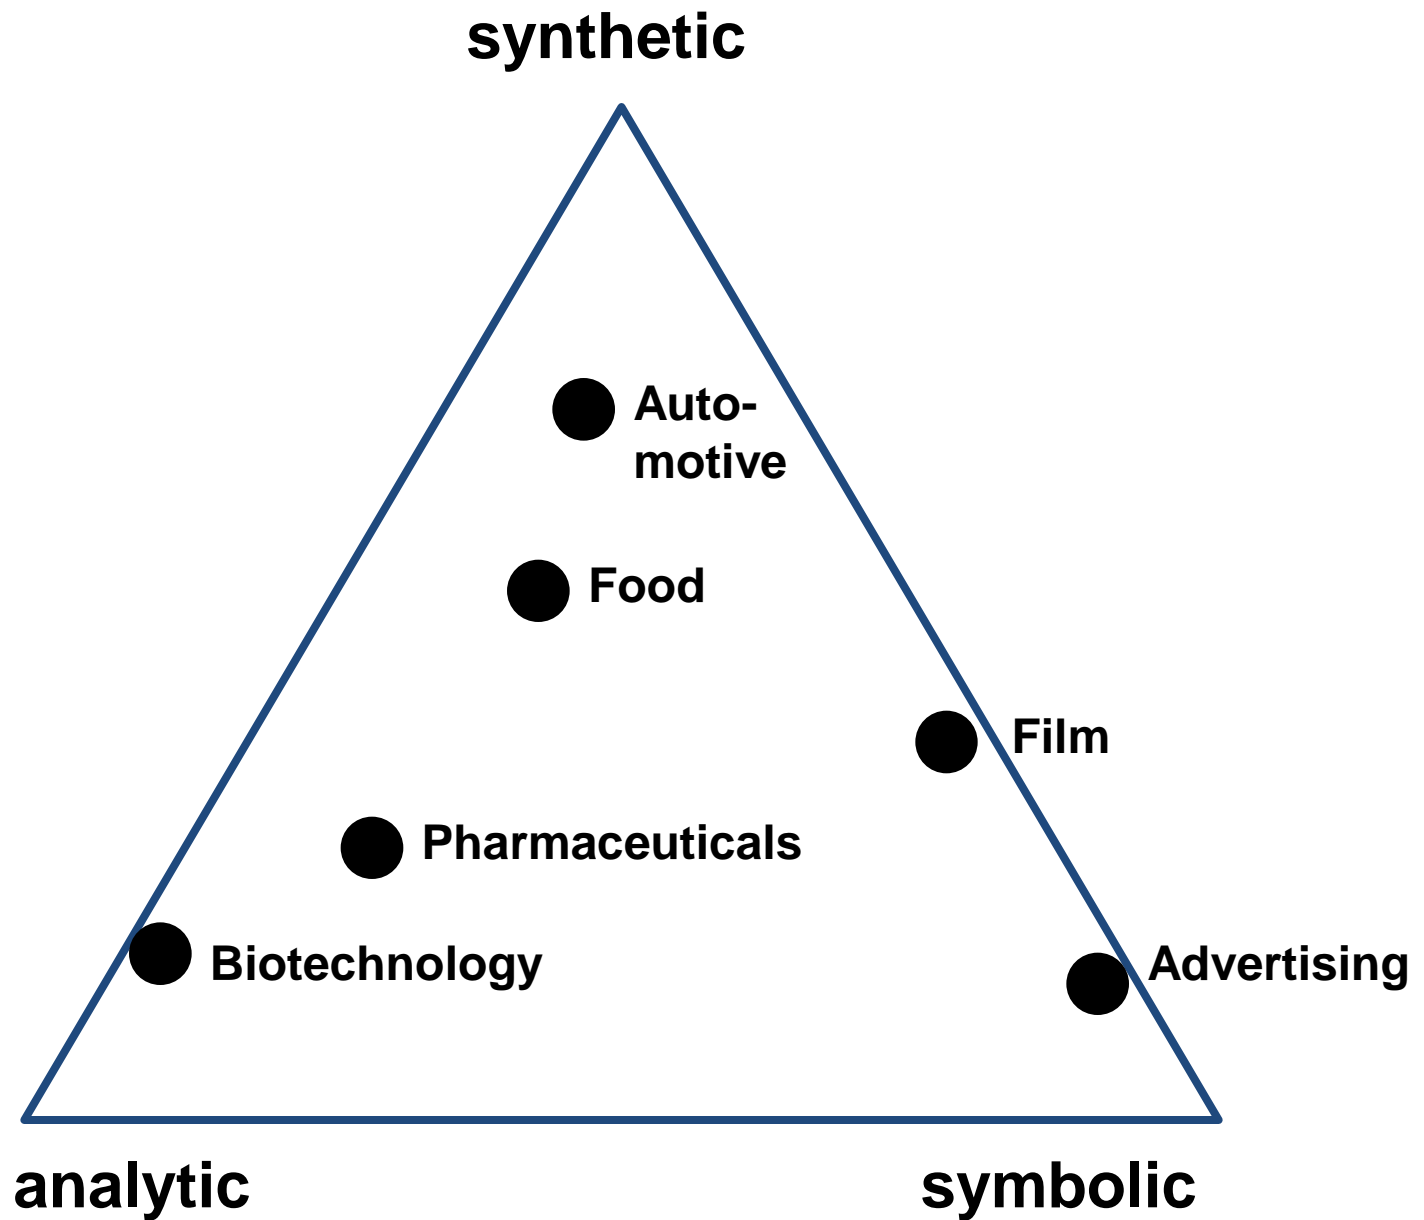 synthetic
Auto-
motive
Food
Film
Pharmaceuticals
Biotechnology
Advertising
analytic
symbolic